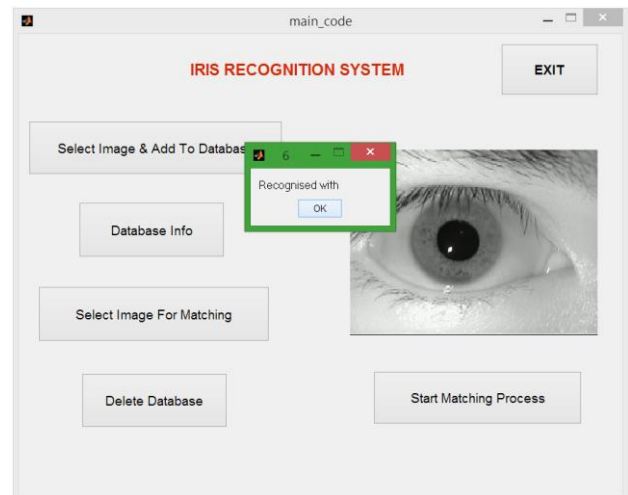 main_code
IRIS RECOGNITION SYSTEM
EXIT
Select Image & Add To
6
Recognised with
OK
Database Info
Select Image For Matching
Delete Database
Start Matching Process